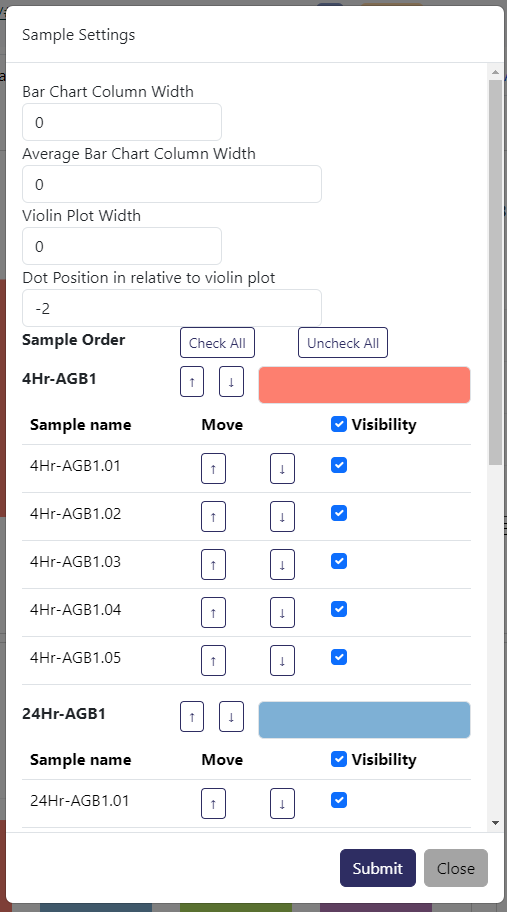 Sample Settings
Bar Chart Column Width
0
Average Bar Chart Column Width
0
Violin Plot Width
0
Dot Position in relative to violin plot
-2
Sample Order Check All Uncheck All
4Hr-AGB1 ↑ ↓
Sample name Move Visibility
4Hr-AGB1.01 ↑ ↓
4Hr-AGB1.02 ↑ ↓
4Hr-AGB1.03 ↑ ↓
4Hr-AGB1.04 ↑ ↓
4Hr-AGB1.05 ↑ ↓
24Hr-AGB1 ↑ ↓
Sample name Move Visibility
24Hr-AGB1.01 ↑ ↓
Submit Close